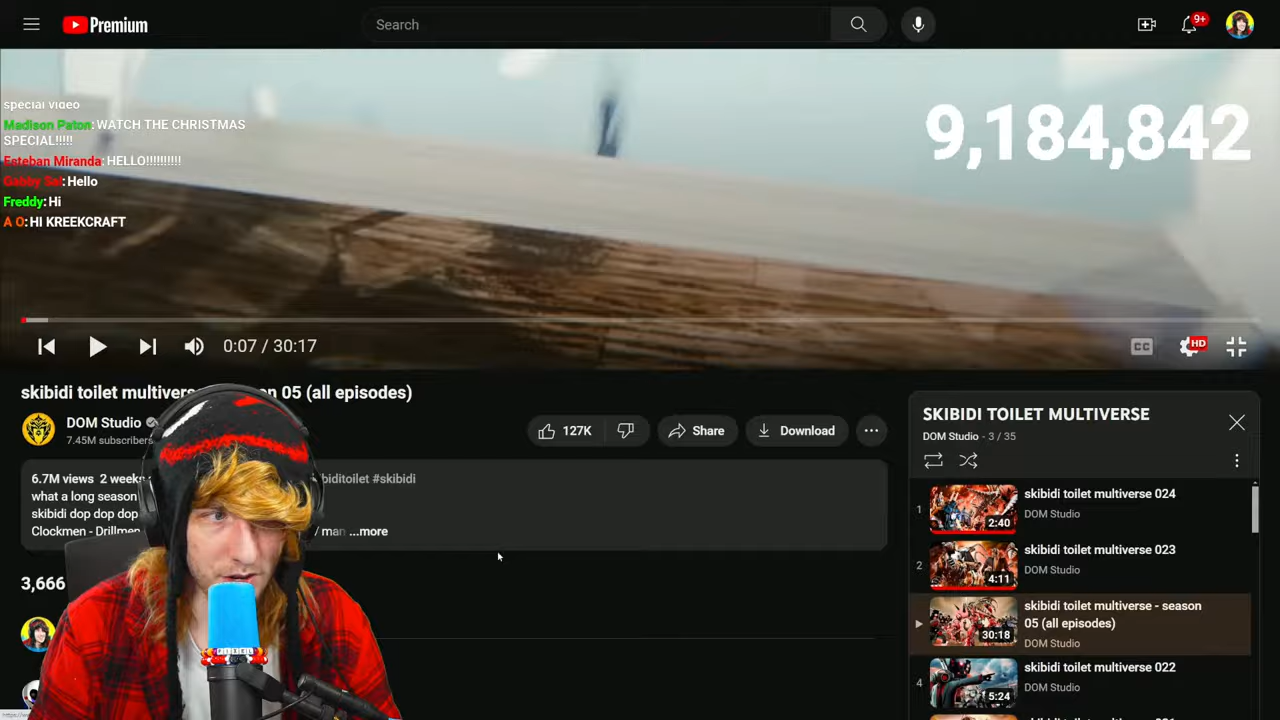 Premium
Search
9+
special video
Madison Paton: WATCH THE CHRISTMAS
SPECIAL!!!!!
Esteban Miranda: HELLO!!!!!!!!!!
Gabby Sal: Hello
Freddy: Hi
A O: HI KREEKCRAFT
9,184,842
0:07 / 30:17
CC
HD
skibidi toilet multiverse 05 (all episodes)
DOM Studio
7.45M subscribers
127K
Share
Download
6.7M views 2 weeks #skibidi
what a long season
skibidi dop dop dop
Clockmen - Drillmen man ...more
3,666
SKIBIDI TOILET MULTIVERSE
DOM Studio - 3 / 35
1
2:40
skibidi toilet multiverse 024
DOM Studio
2
4:11
skibidi toilet multiverse 023
DOM Studio
30:18
skibidi toilet multiverse - season
05 (all episodes)
DOM Studio
4
5:24
skibidi toilet multiverse 022
DOM Studio